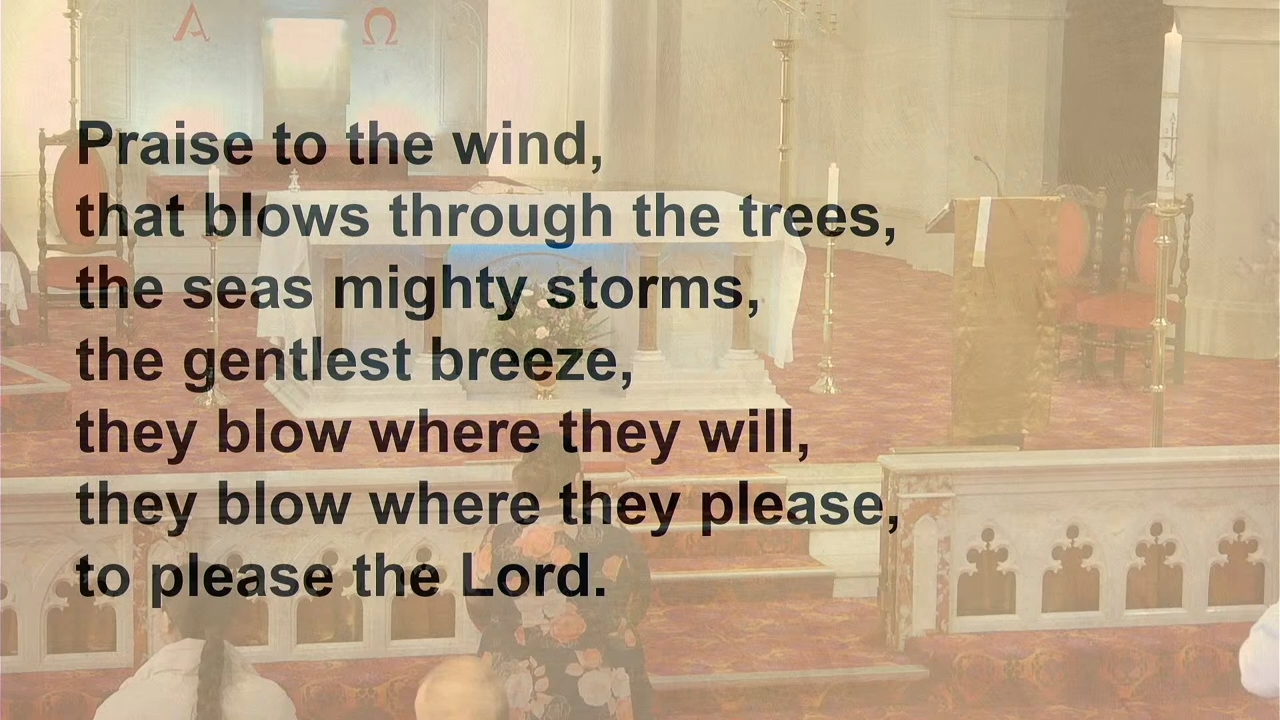 Α Ω
Praise to the wind,
that blows through the trees,
the seas mighty storms,
the gentlest breeze,
they blow where they will,
they blow where they please,
to please the Lord.